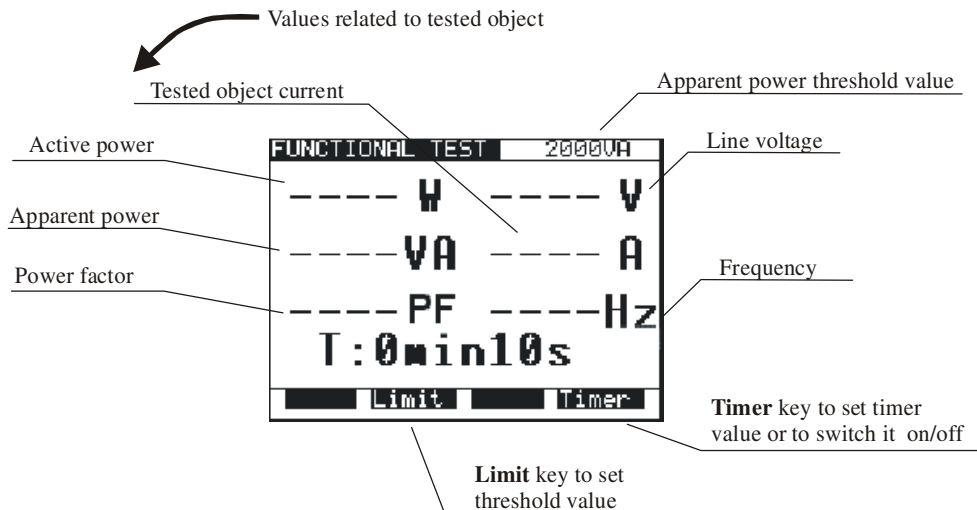 Values related to tested object
Tested object current
Apparent power threshold value
Active power
FUNCTIONAL TEST 2000VA
Line voltage
---- W ---- V
Apparent power
---- VA ---- A
Power factor
Frequency
---- PF ---- Hz
T:0min10s
Limit Timer
Timer key to set timer
value or to switch it on/off
Limit key to set
threshold value